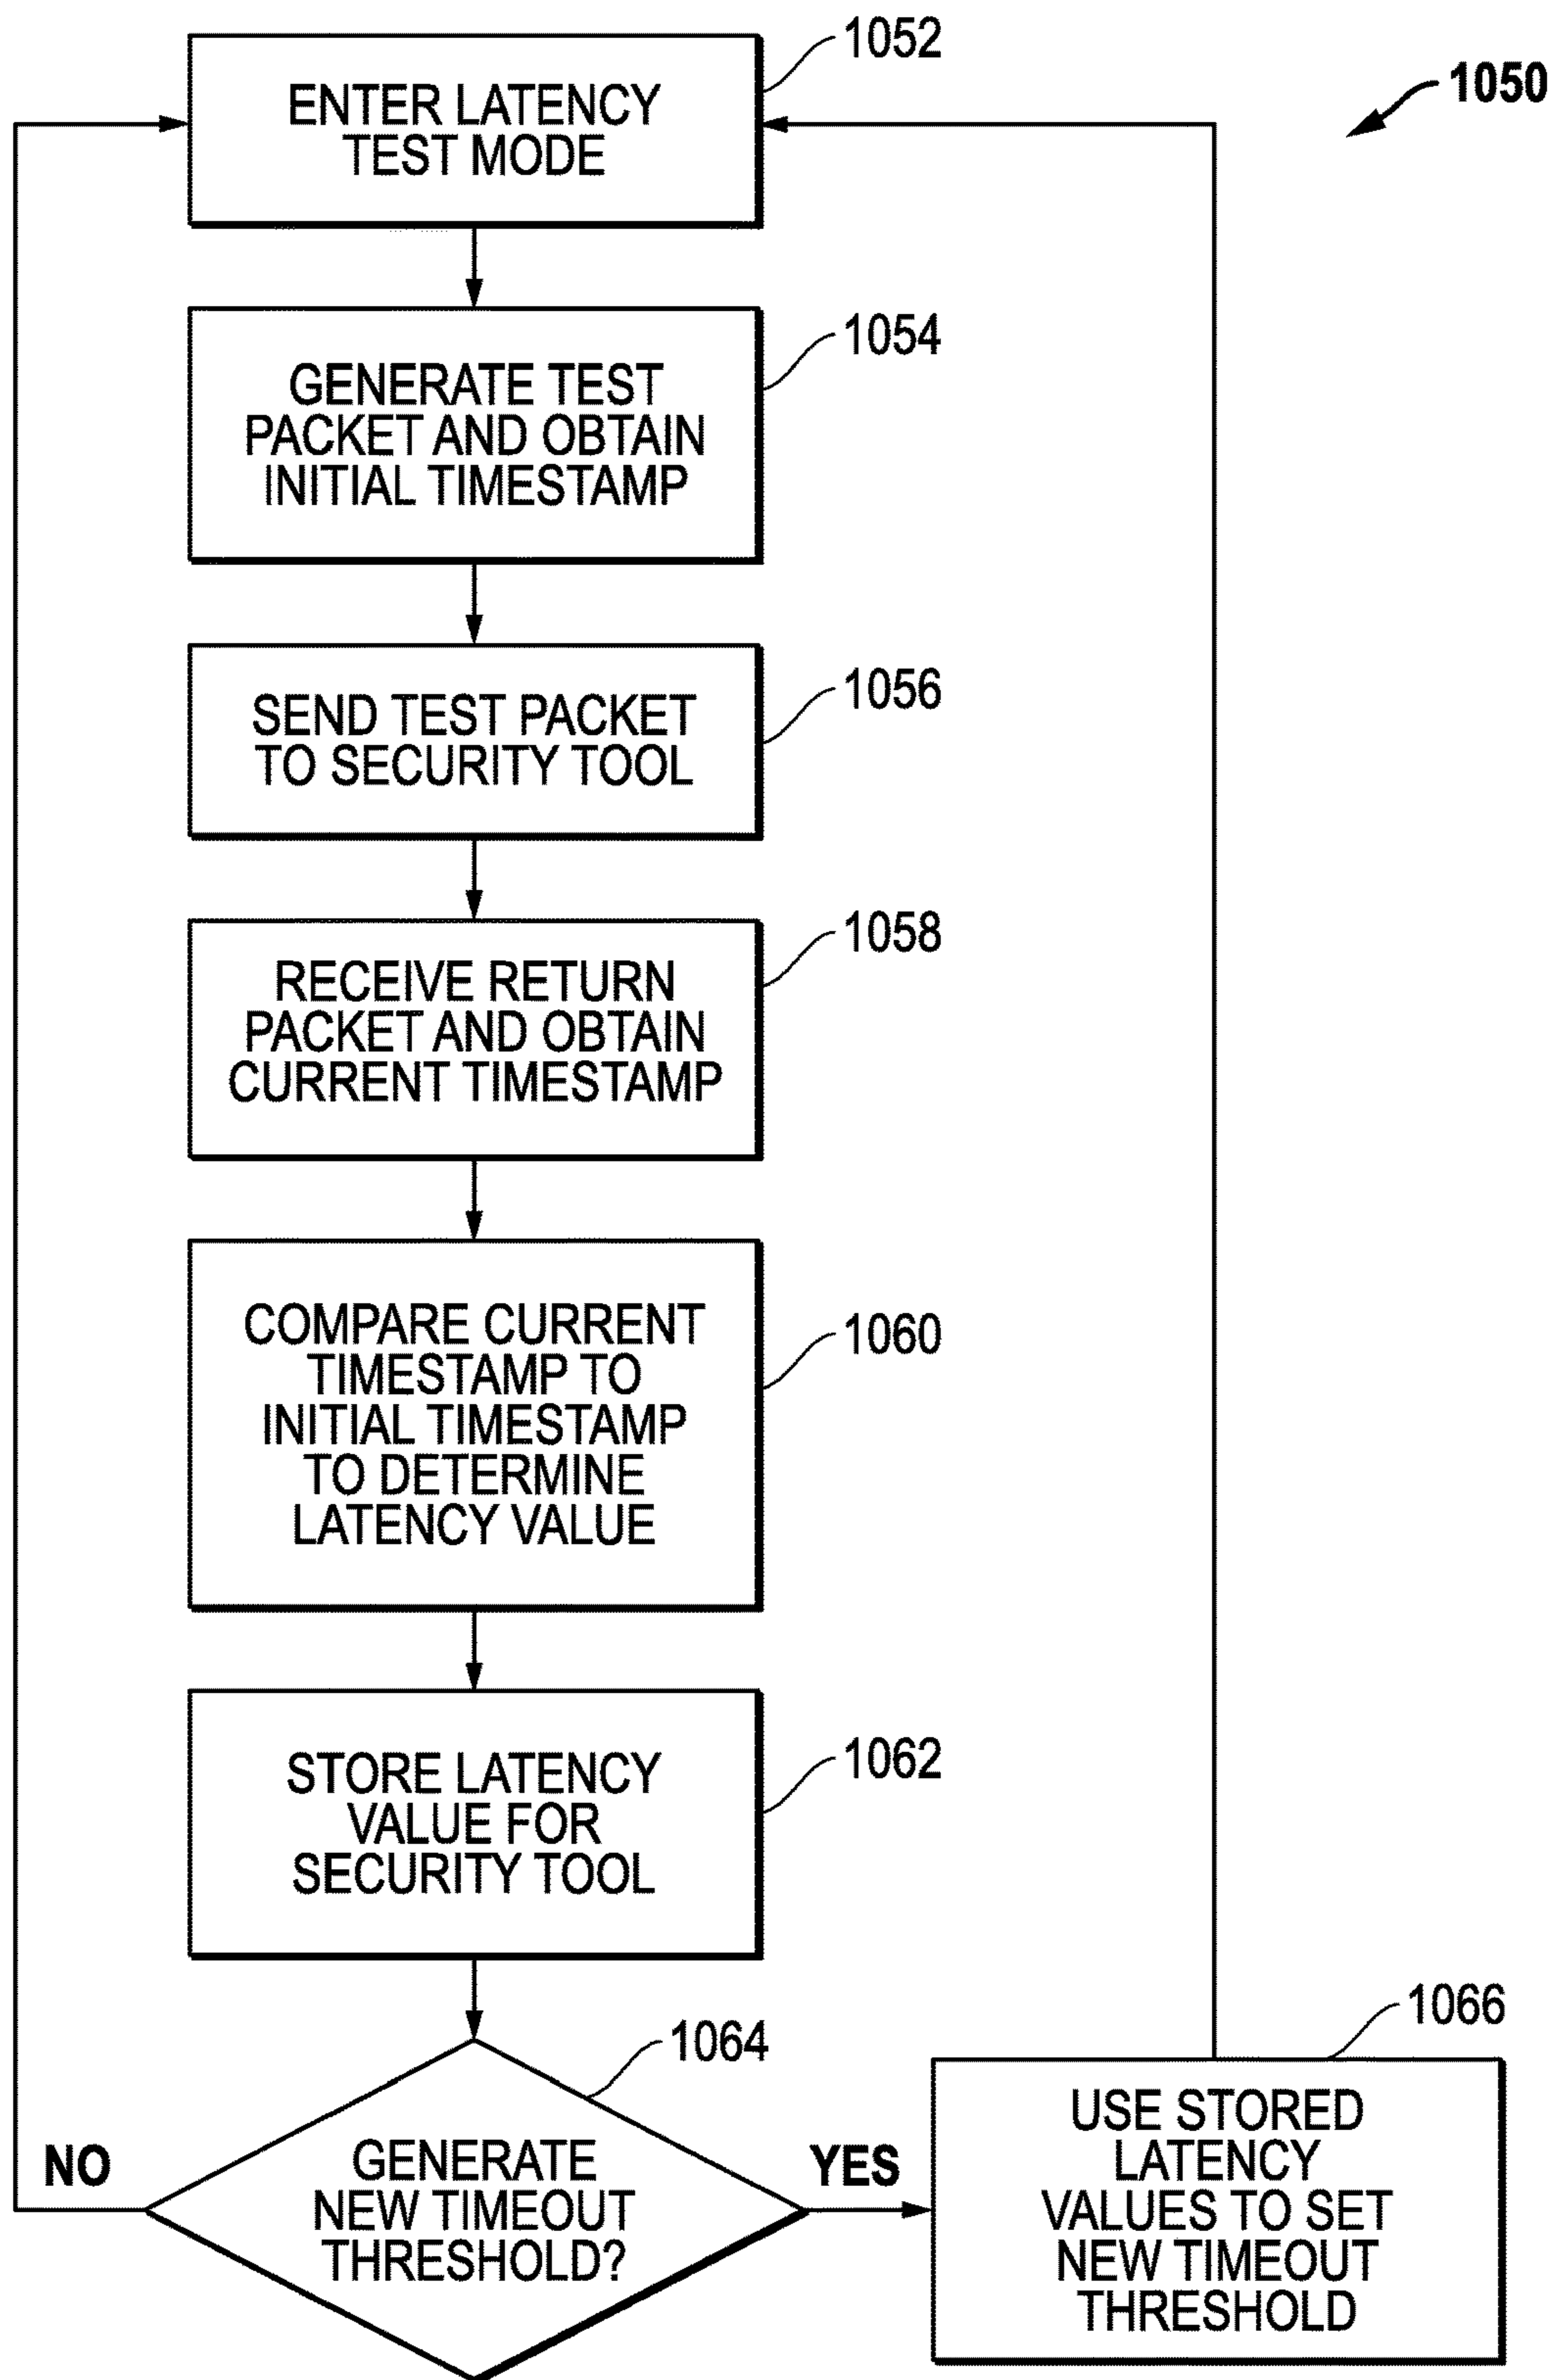 1052
1050
ENTER LATENCY
TEST MODE
1054
GENERATE TEST
PACKET AND OBTAIN
INITIAL TIMESTAMP
1056
SEND TEST PACKET
TO SECURITY TOOL
1058
RECEIVE RETURN
PACKET AND OBTAIN
CURRENT TIMESTAMP
1060
COMPARE CURRENT
TIMESTAMP TO
INITIAL TIMESTAMP
TO DETERMINE
LATENCY VALUE
1062
STORE LATENCY
VALUE FOR
SECURITY TOOL
1064
GENERATE
NEW TIMEOUT
THRESHOLD?
NO
YES
1066
USE STORED
LATENCY
VALUES TO SET
NEW TIMEOUT
THRESHOLD